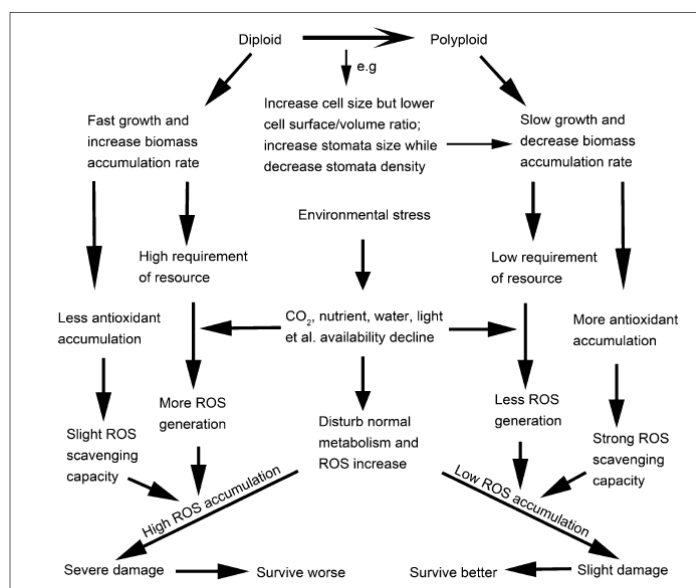 Diploid
Polyploid
e.g
Fast growth and
increase biomass
accumulation rate
Increase cell size but lower
cell surface/volume ratio;
increase stomata size while
decrease stomata density
Slow growth and
decrease biomass
accumulation rate
Environmental stress
High requirement
of resource
Low requirement
of resource
Less antioxidant
accumulation
CO₂, nutrient, water, light
et al. availability decline
More antioxidant
accumulation
More ROS
generation
Less ROS
generation
Slight ROS
scavenging
capacity
Disturb normal
metabolism and
ROS increase
Strong ROS
scavenging
capacity
High ROS accumulation
Low ROS accumulation
Severe damage
Survive worse
Survive better
Slight damage